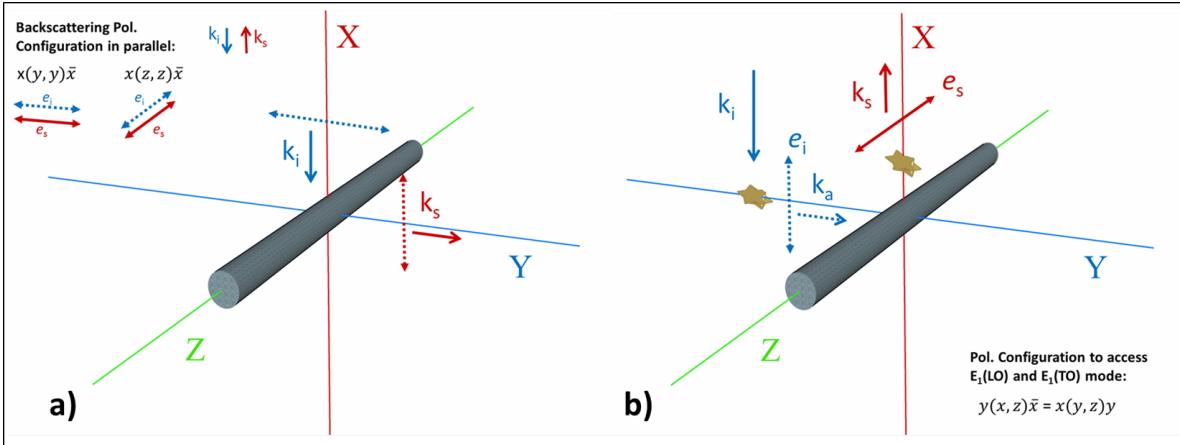 Backscattering Pol.
Configuration in parallel:
x(y, y)x̄
x(z, z)x̄
eᵢ
eₛ
eᵢ
eₛ
kᵢ
kₛ
X
kᵢ
kₛ
Y
Z
a)
X
kᵢ
kₛ
eₛ
eᵢ
kₐ
Y
Z
b)
Pol. Configuration to access
E₁(LO) and E₁(TO) mode:
y(x, z)x̄ = x(y, z)y